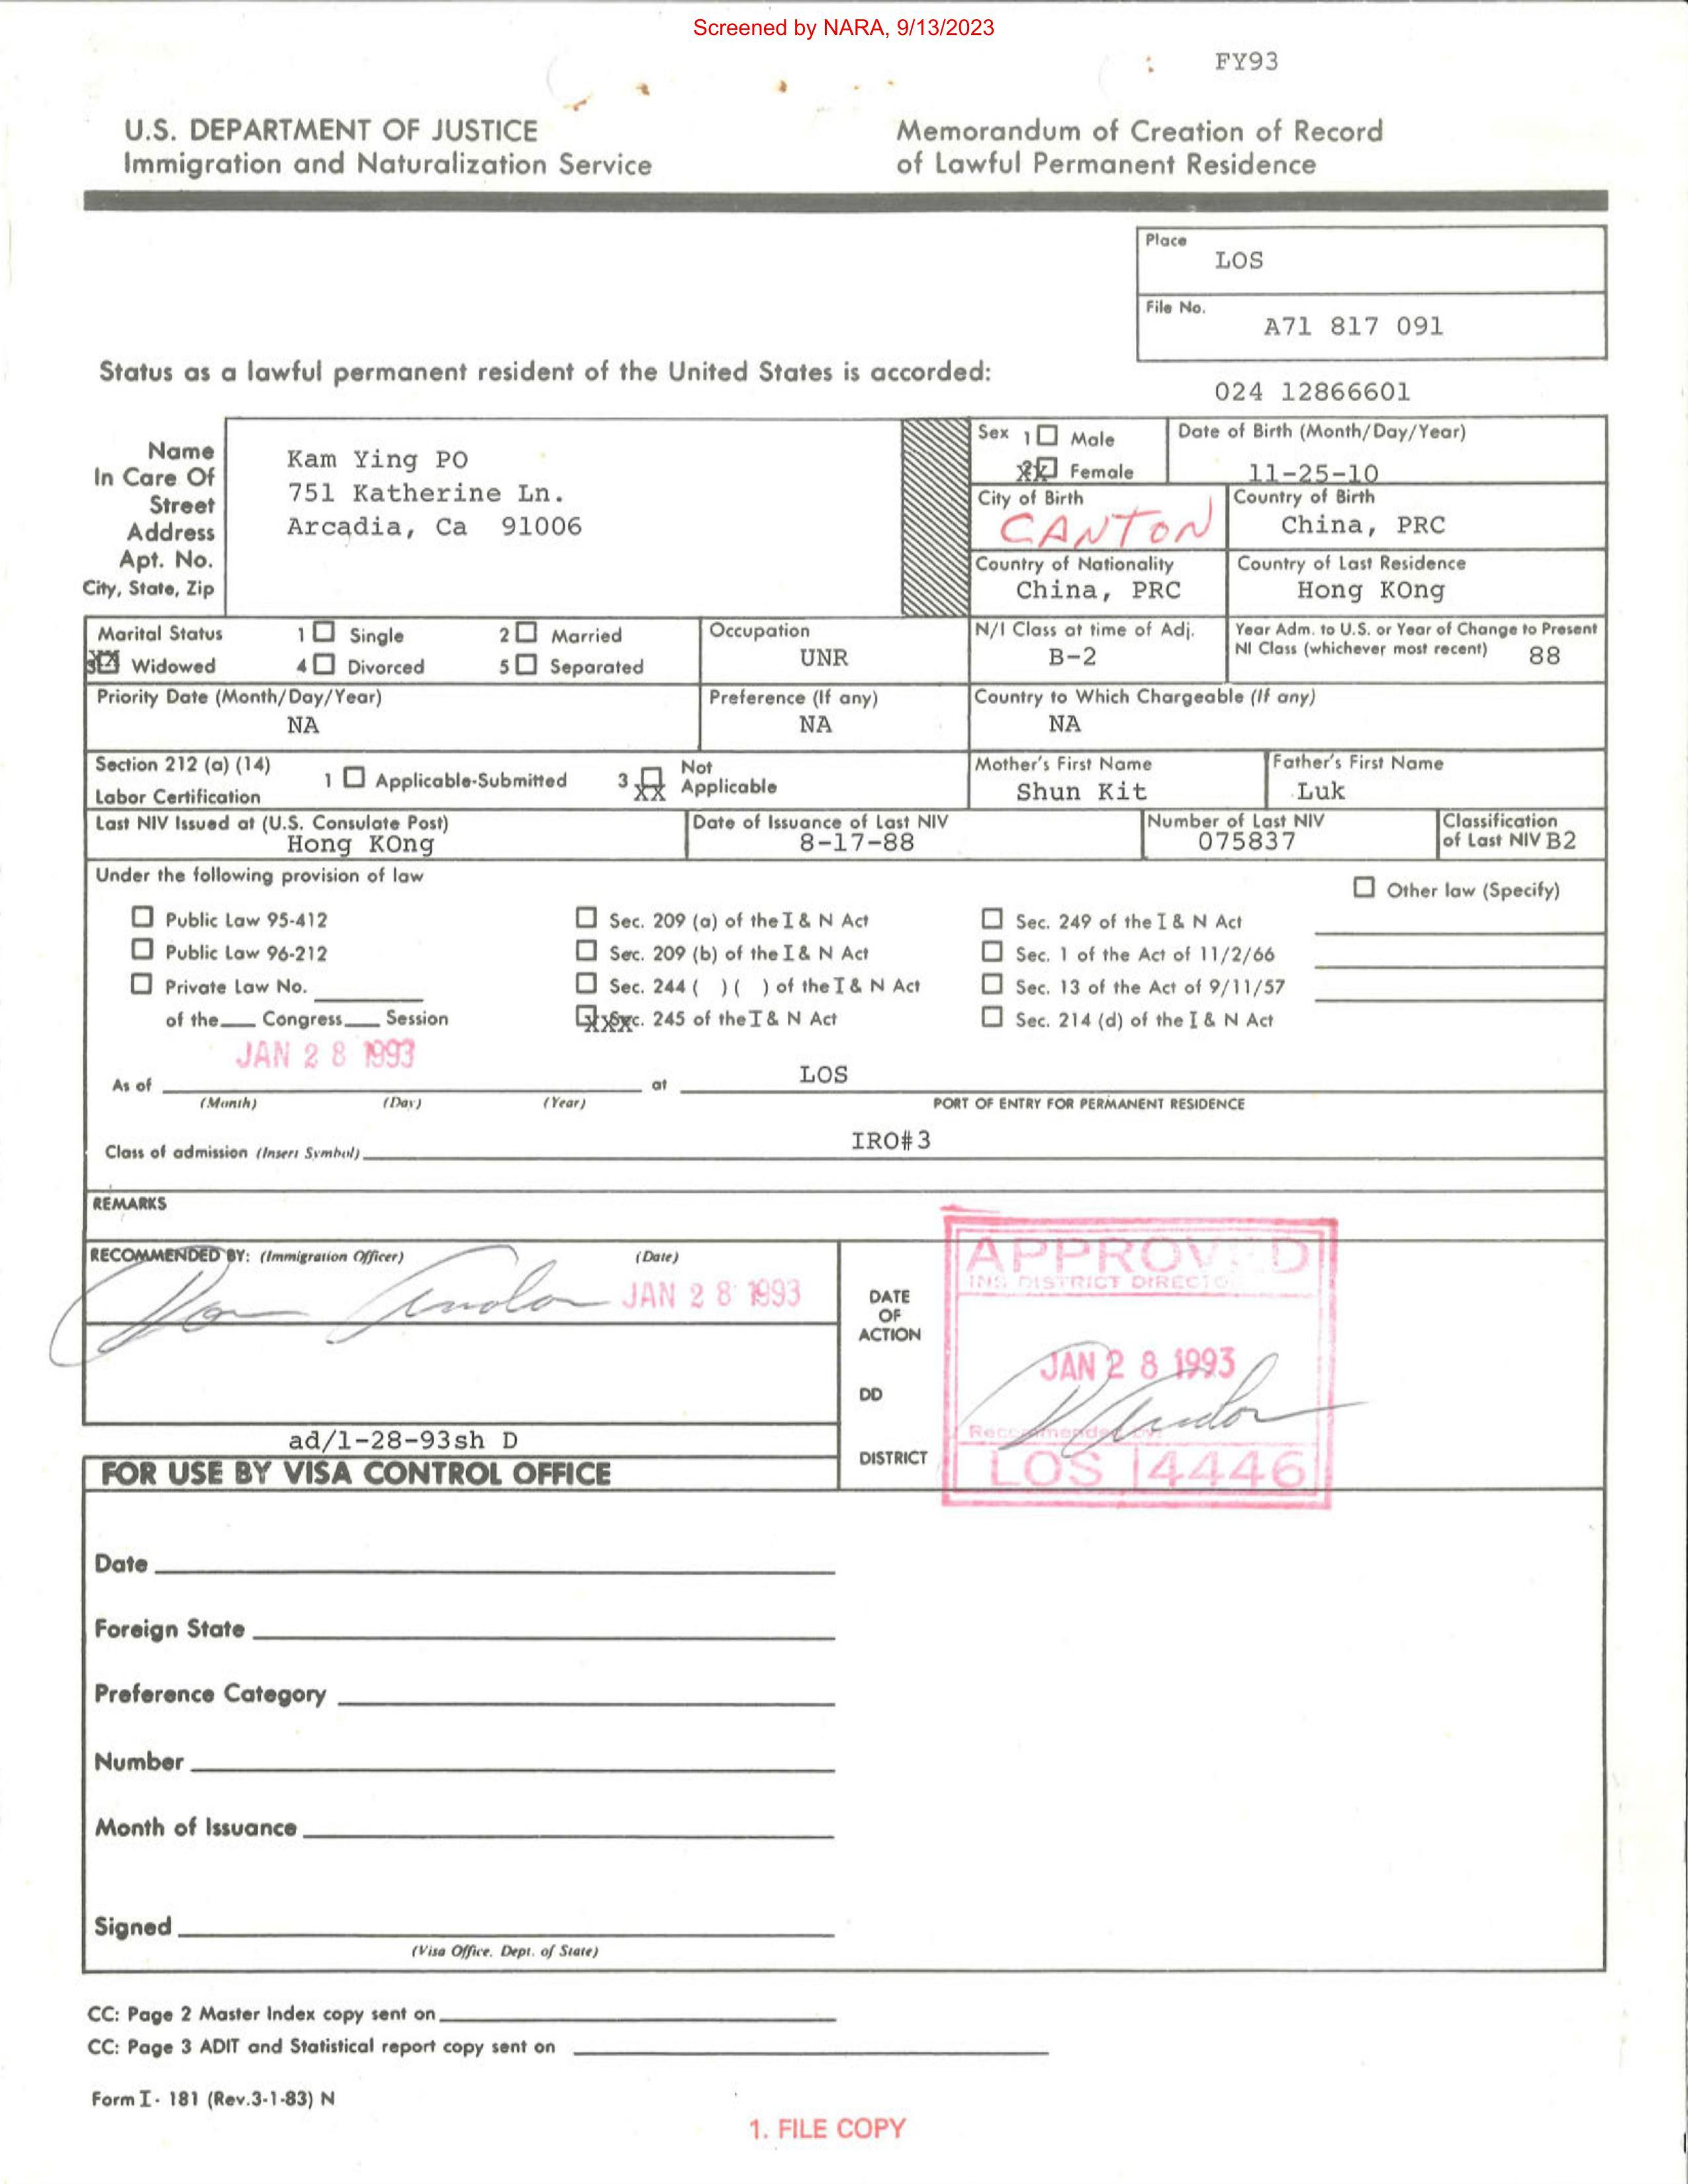 Screened by NARA, 9/13/2023
FY93
U.S. DEPARTMENT OF JUSTICE
Immigration and Naturalization Service
Memorandum of Creation of Record
of Lawful Permanent Residence
Place
LOS
File No.
A71 817 091
Status as a lawful permanent resident of the United States is accorded:
024 12866601
Name
In Care Of
Street
Address
Apt. No.
City, State, Zip
Kam Ying PO
751 Katherine Ln.
Arcadia, Ca 91006
Sex 1 Male
XX Female
Date of Birth (Month/Day/Year)
11-25-10
City of Birth
CANTON
Country of Birth
China, PRC
Country of Nationality
China, PRC
Country of Last Residence
Hong KOng
Marital Status 1 Single 2 Married
3 XX Widowed 4 Divorced 5 Separated
Occupation
UNR
N/I Class at time of Adj.
B-2
Year Adm. to U.S. or Year of Change to Present
NI Class (whichever most recent) 88
Priority Date (Month/Day/Year)
NA
Preference (If any)
NA
Country to Which Chargeable (If any)
NA
Section 212 (a) (14)
Labor Certification
1 Applicable-Submitted
3 XX Not
Applicable
Mother's First Name
Shun Kit
Father's First Name
Luk
Last NIV Issued at (U.S. Consulate Post)
Hong KOng
Date of Issuance of Last NIV
8-17-88
Number of Last NIV
075837
Classification
of Last NIV B2
Under the following provision of law
Other law (Specify)
Public Law 95-412 Sec. 209 (a) of the I & N Act Sec. 249 of the I & N Act
Public Law 96-212 Sec. 209 (b) of the I & N Act Sec. 1 of the Act of 11/2/66
Private Law No. Sec. 244 ( ) ( ) of the I & N Act Sec. 13 of the Act of 9/11/57
of the Congress Session XXX Sec. 245 of the I & N Act Sec. 214 (d) of the I & N Act
JAN 28 1993
As of at LOS
(Month) (Day) (Year) PORT OF ENTRY FOR PERMANENT RESIDENCE
Class of admission (Insert Symbol) IRO#3
REMARKS
RECOMMENDED BY: (Immigration Officer) (Date)
JAN 28 1993
DATE
OF
ACTION
DD
DISTRICT
APPROVED
INS DISTRICT DIRECTOR
JAN 28 1993
Recommended by:
LOS 4446
ad/1-28-93sh D
FOR USE BY VISA CONTROL OFFICE
Date
Foreign State
Preference Category
Number
Month of Issuance
Signed
(Visa Office, Dept. of State)
CC: Page 2 Master Index copy sent on
CC: Page 3 ADIT and Statistical report copy sent on
Form I-181 (Rev.3-1-83) N
1. FILE COPY